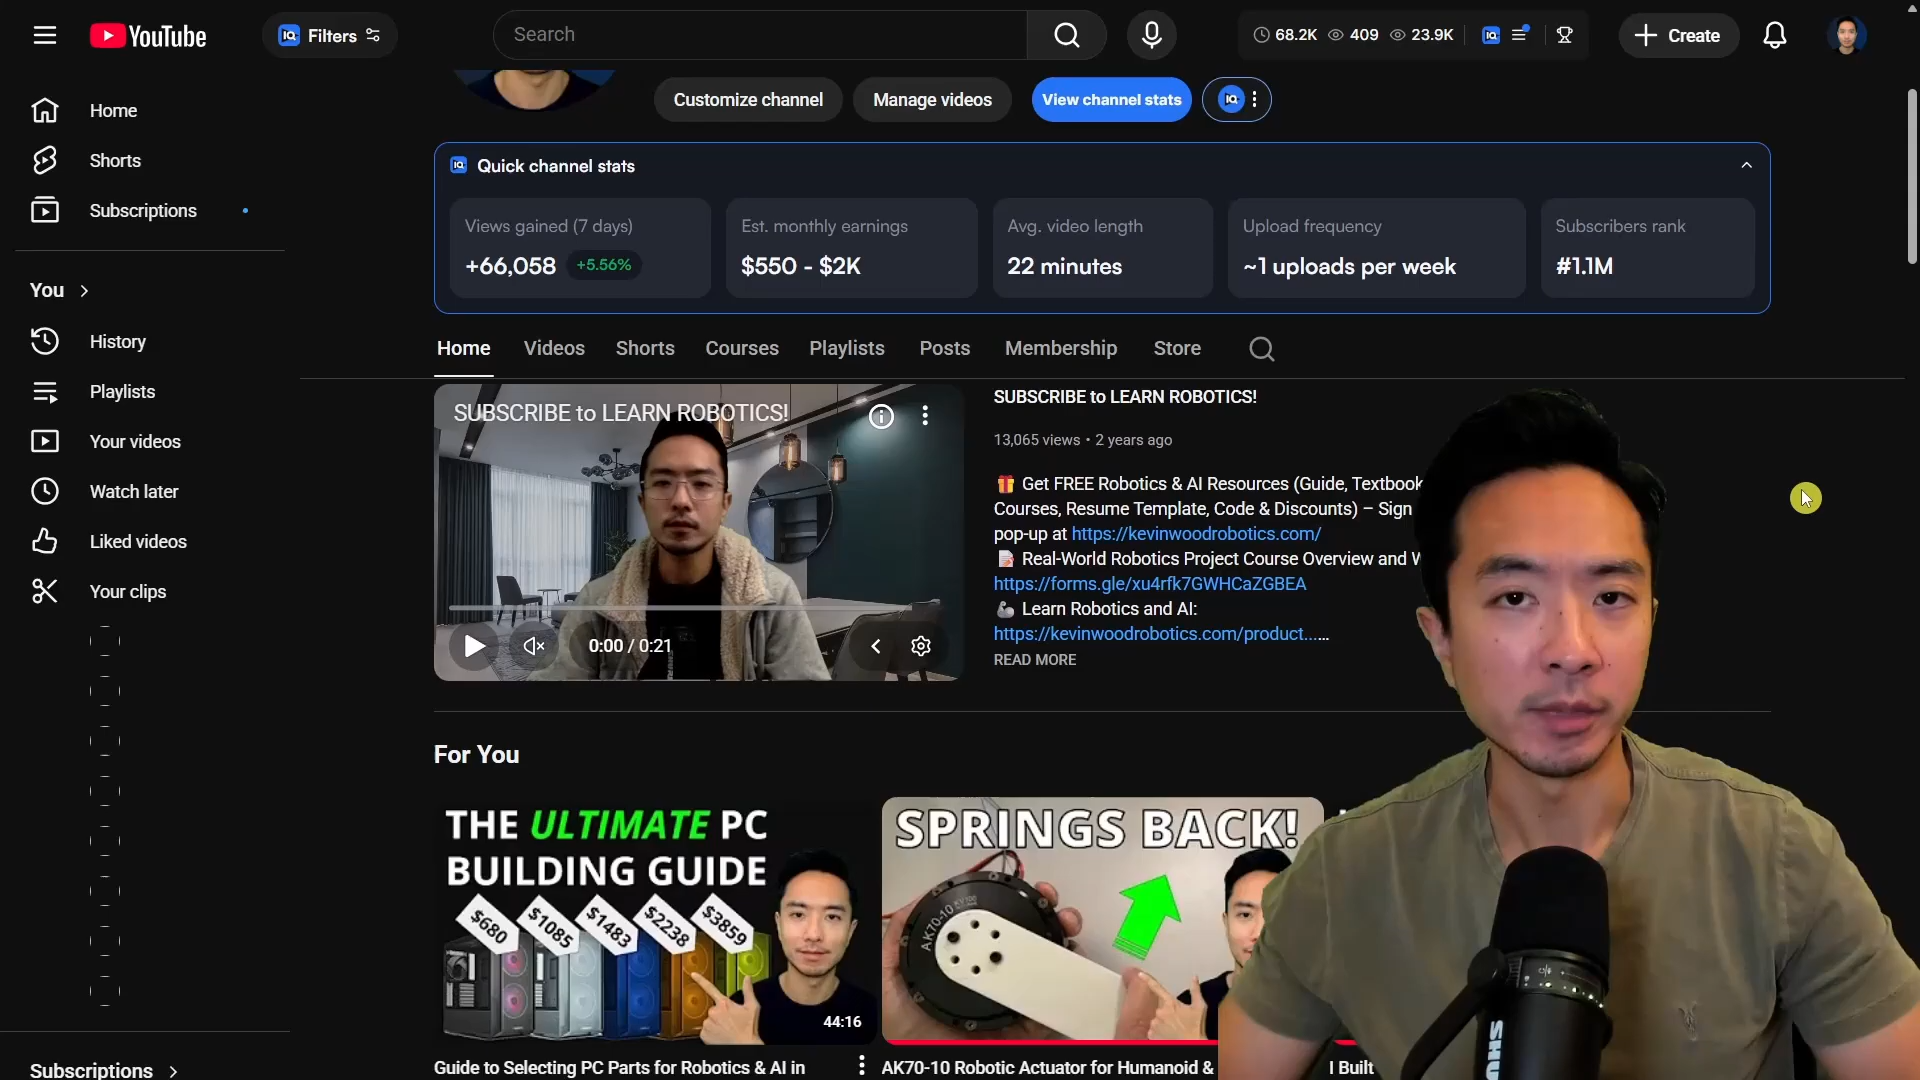 YouTube
Filters
Search
68.2K 409 23.9K
Create
Home
Shorts
Subscriptions
You
History
Playlists
Your videos
Watch later
Liked videos
Your clips
Subscriptions
Customize channel
Manage videos
View channel stats
Quick channel stats
Views gained (7 days)
+66,058 +5.56%
Est. monthly earnings
$550 - $2K
Avg. video length
22 minutes
Upload frequency
~1 uploads per week
Subscribers rank
#1.1M
Home Videos Shorts Courses Playlists Posts Membership Store
SUBSCRIBE to LEARN ROBOTICS!
0:00 / 0:21
SUBSCRIBE to LEARN ROBOTICS!
13,065 views • 2 years ago
Get FREE Robotics & AI Resources (Guide, Textbook
Courses, Resume Template, Code & Discounts) – Sign
pop-up at https://kevinwoodrobotics.com/
Real-World Robotics Project Course Overview and W
https://forms.gle/xu4rfk7GWHCaZGBEA
Learn Robotics and AI:
https://kevinwoodrobotics.com/product......
READ MORE
For You
THE ULTIMATE PC
BUILDING GUIDE
$680 $1085 $1483 $2238 $3859
44:16
Guide to Selecting PC Parts for Robotics & AI in
SPRINGS BACK!
AK70-10
AK70-10 Robotic Actuator for Humanoid &
I Built
SHU